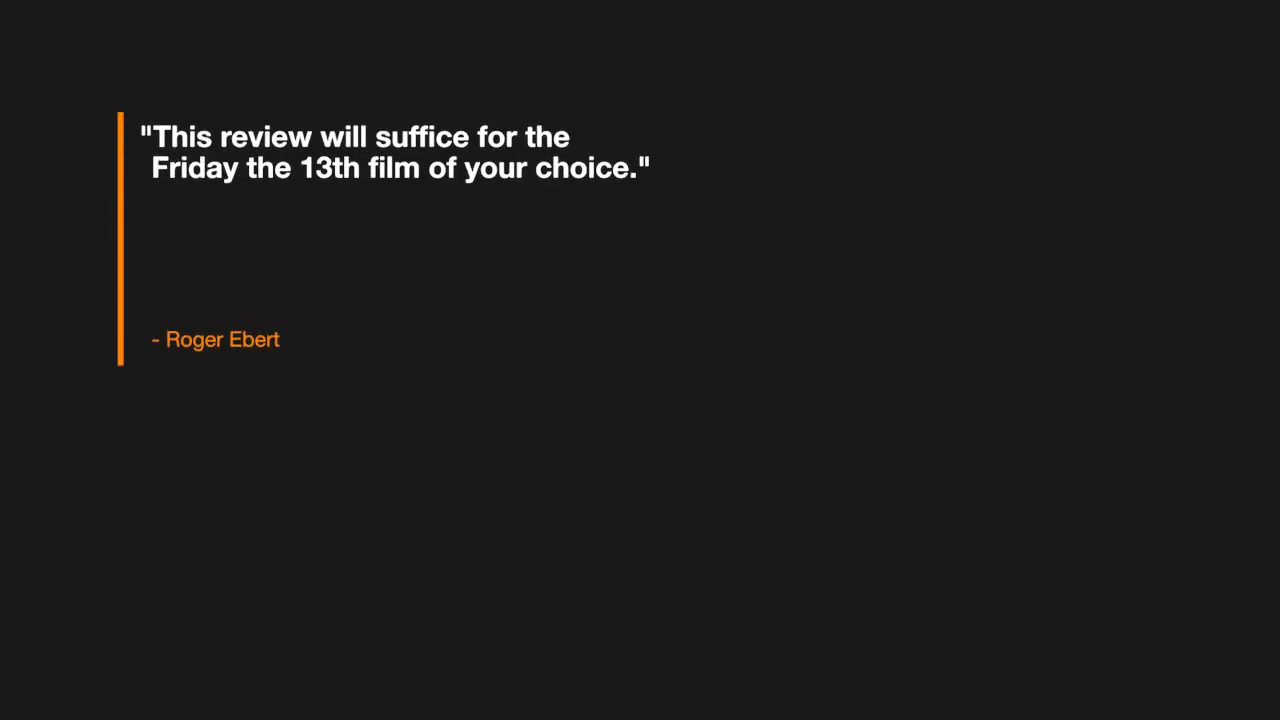 "This review will suffice for the
Friday the 13th film of your choice."
- Roger Ebert